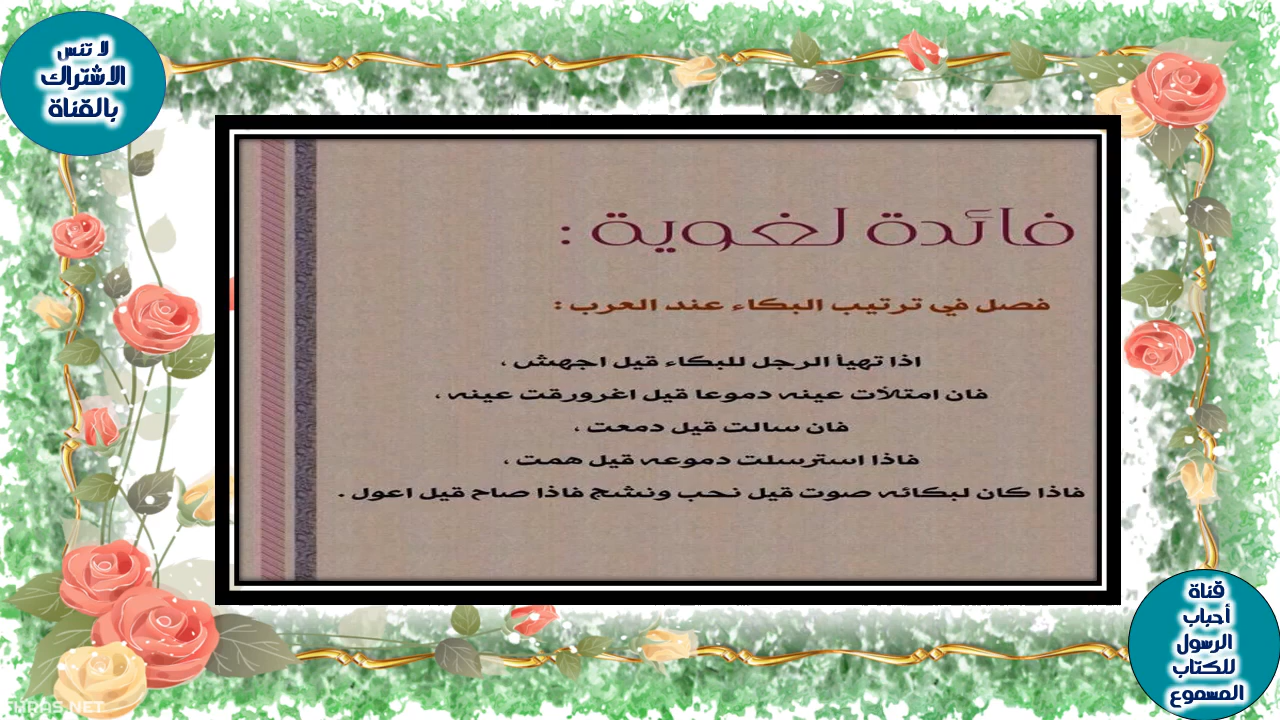 لا تنس
الاشتراك
بالقناة
فائدة لغوية :
فصل في ترتيب البكاء عند العرب :
اذا تهيأ الرجل للبكاء قيل اجهش ،
فان امتلآت عينه دموعا قيل اغرورقت عينه ،
فان سالت قيل دمعت ،
فاذا استرسلت دموعه قيل همت ،
فاذا كان لبكائه صوت قيل نحب ونشج فاذا صاح قيل اعول .
قناة
أحباب
الرسول
للكتاب
المسموع